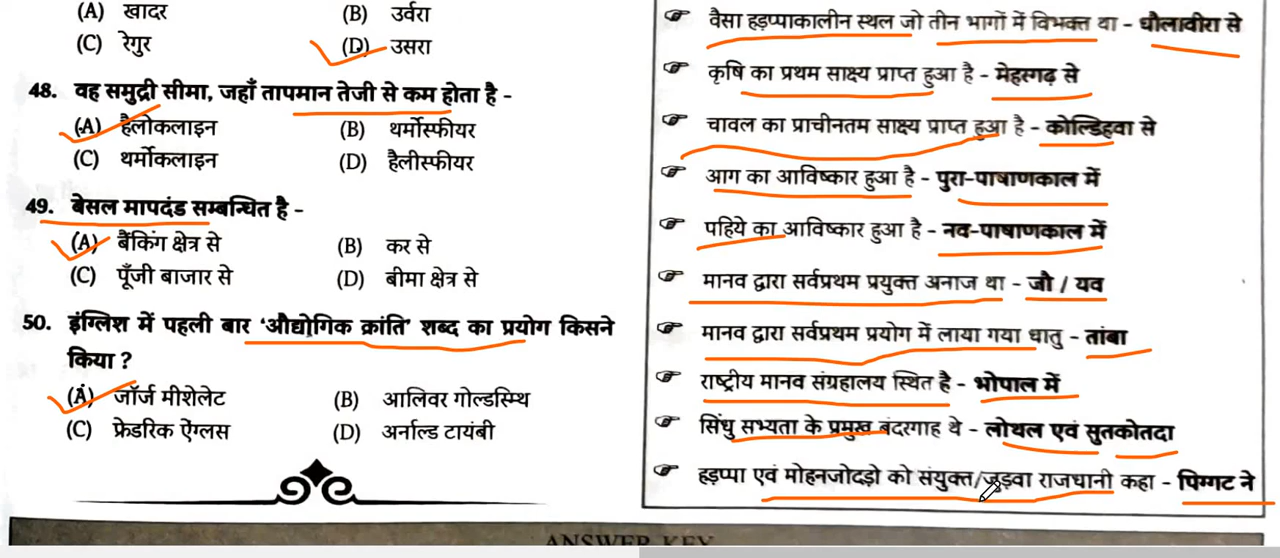 (A) खादर (B) उर्वरा
(C) रेगुर (D) उसरा
48. वह समुद्री सीमा, जहाँ तापमान तेजी से कम होता है -
(A) हैलोकलाइन (B) थर्मोस्फीयर
(C) थर्मोकलाइन (D) हैलीस्फीयर
49. बेसल मापदंड सम्बन्धित है -
(A) बैंकिंग क्षेत्र से (B) कर से
(C) पूँजी बाजार से (D) बीमा क्षेत्र से
50. इंग्लिश में पहली बार ‘औद्योगिक क्रांति’ शब्द का प्रयोग किसने
किया ?
(A) जॉर्ज मीशेलेट (B) आलिवर गोल्डस्मिथ
(C) फ्रेडरिक ऐंग्लस (D) अर्नाल्ड टायंबी
वैसा हड़प्पाकालीन स्थल जो तीन भागों में विभक्त था - धौलावीरा से
कृषि का प्रथम साक्ष्य प्राप्त हुआ है - मेहरगढ़ से
चावल का प्राचीनतम साक्ष्य प्राप्त हुआ है - कोल्डिहवा से
आग का आविष्कार हुआ है - पुरा-पाषाणकाल में
पहिये का आविष्कार हुआ है - नव-पाषाणकाल में
मानव द्वारा सर्वप्रथम प्रयुक्त अनाज था - जौ / यव
मानव द्वारा सर्वप्रथम प्रयोग में लाया गया धातु - तांबा
राष्ट्रीय मानव संग्रहालय स्थित है - भोपाल में
सिंधु सभ्यता के प्रमुख बंदरगाह थे - लोथल एवं सुतकोतदा
हड़प्पा एवं मोहनजोदड़ो को संयुक्त/जुड़वा राजधानी कहा - पिग्गट ने
ANSWER KEY